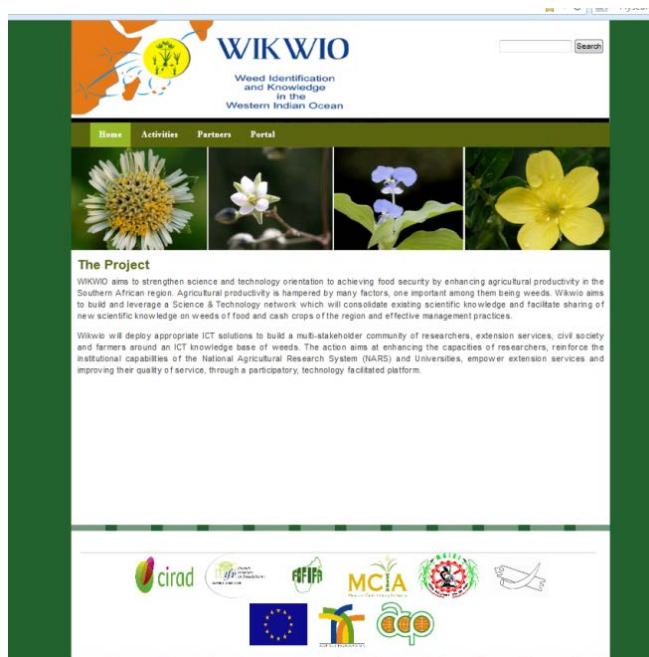 WIKWIO
Weed Identification
and Knowledge
in the
Western Indian Ocean
Search
Home Activities Partners Portal
The Project
WIKWIO aims to strengthen science and technology orientation to achieving food security by enhancing agricultural productivity in the
Southern African region. Agricultural productivity is hampered by many factors, one important among them being weeds. Wikwio aims
to build and leverage a Science & Technology network which will consolidate existing scientific knowledge and facilitate sharing of
new scientific knowledge on weeds of food and cash crops of the region and effective management practices.
Wikwio will deploy appropriate ICT solutions to build a multi-stakeholder community of researchers, extension services, civil society
and farmers around an ICT knowledge base of weeds. The action aims at enhancing the capacities of researchers, reinforce the
institutional capabilities of the National Agricultural Research System (NARS) and Universities, empower extension services and
improving their quality of service, through a participatory, technology facilitated platform.
cirad ifp FOFIFA MCIA
acp